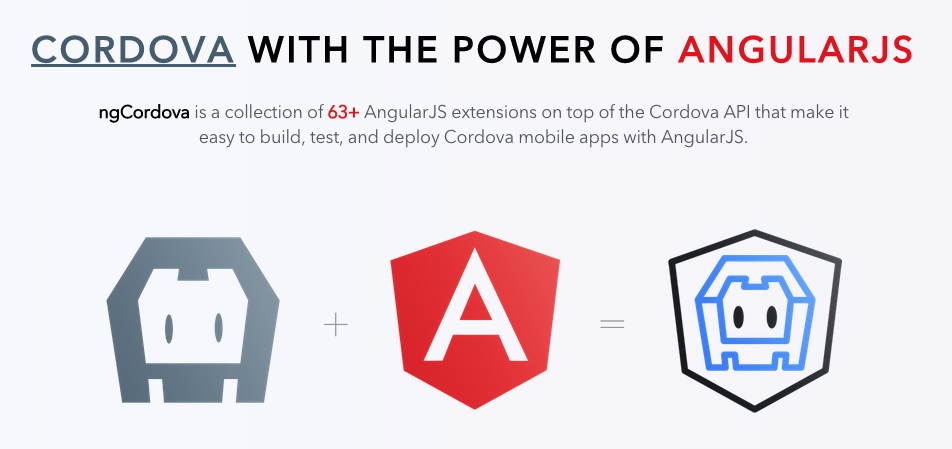 CORDOVA WITH THE POWER OF ANGULARJS
ngCordova is a collection of 63+ AngularJS extensions on top of the Cordova API that make it
easy to build, test, and deploy Cordova mobile apps with AngularJS.
+ A =